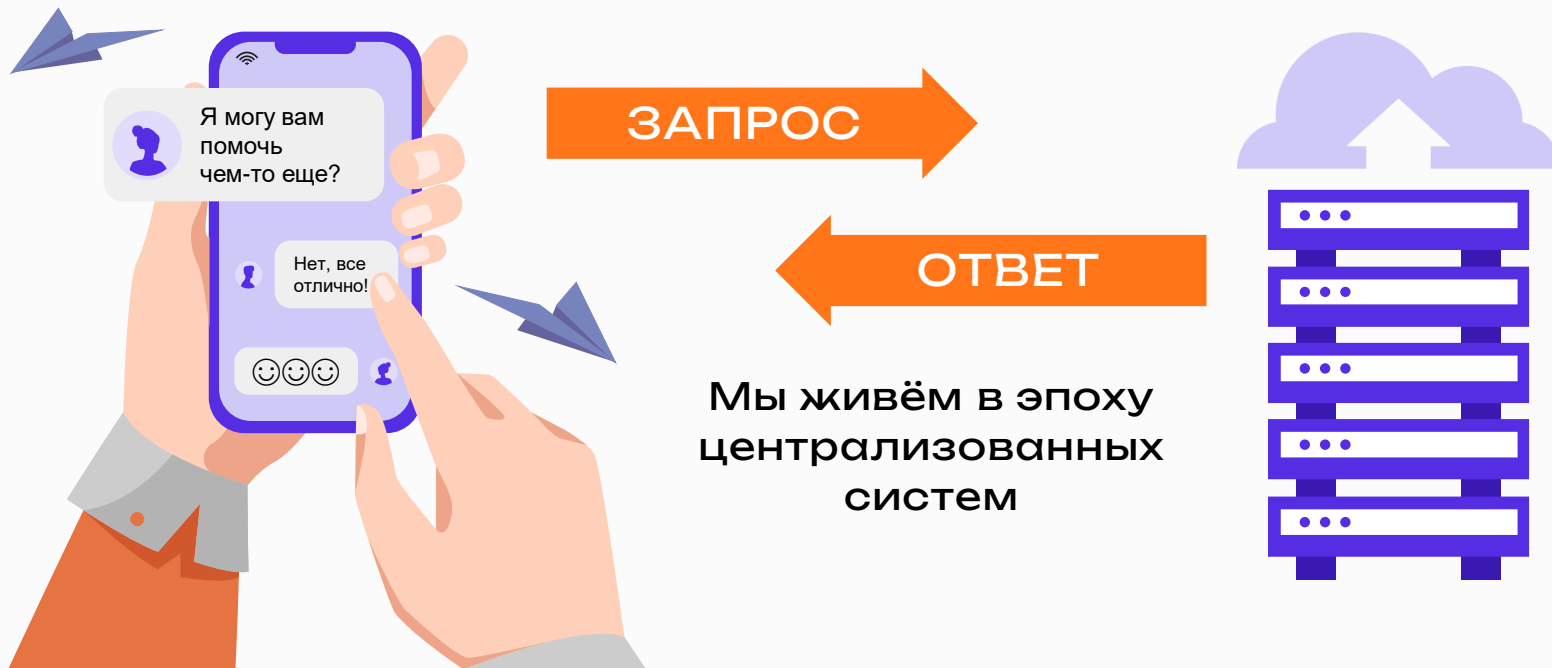 Я могу вам
помочь
чем-то еще?
Нет, все
отлично!
ЗАПРОС
ОТВЕТ
Мы живём в эпоху
централизованных
систем